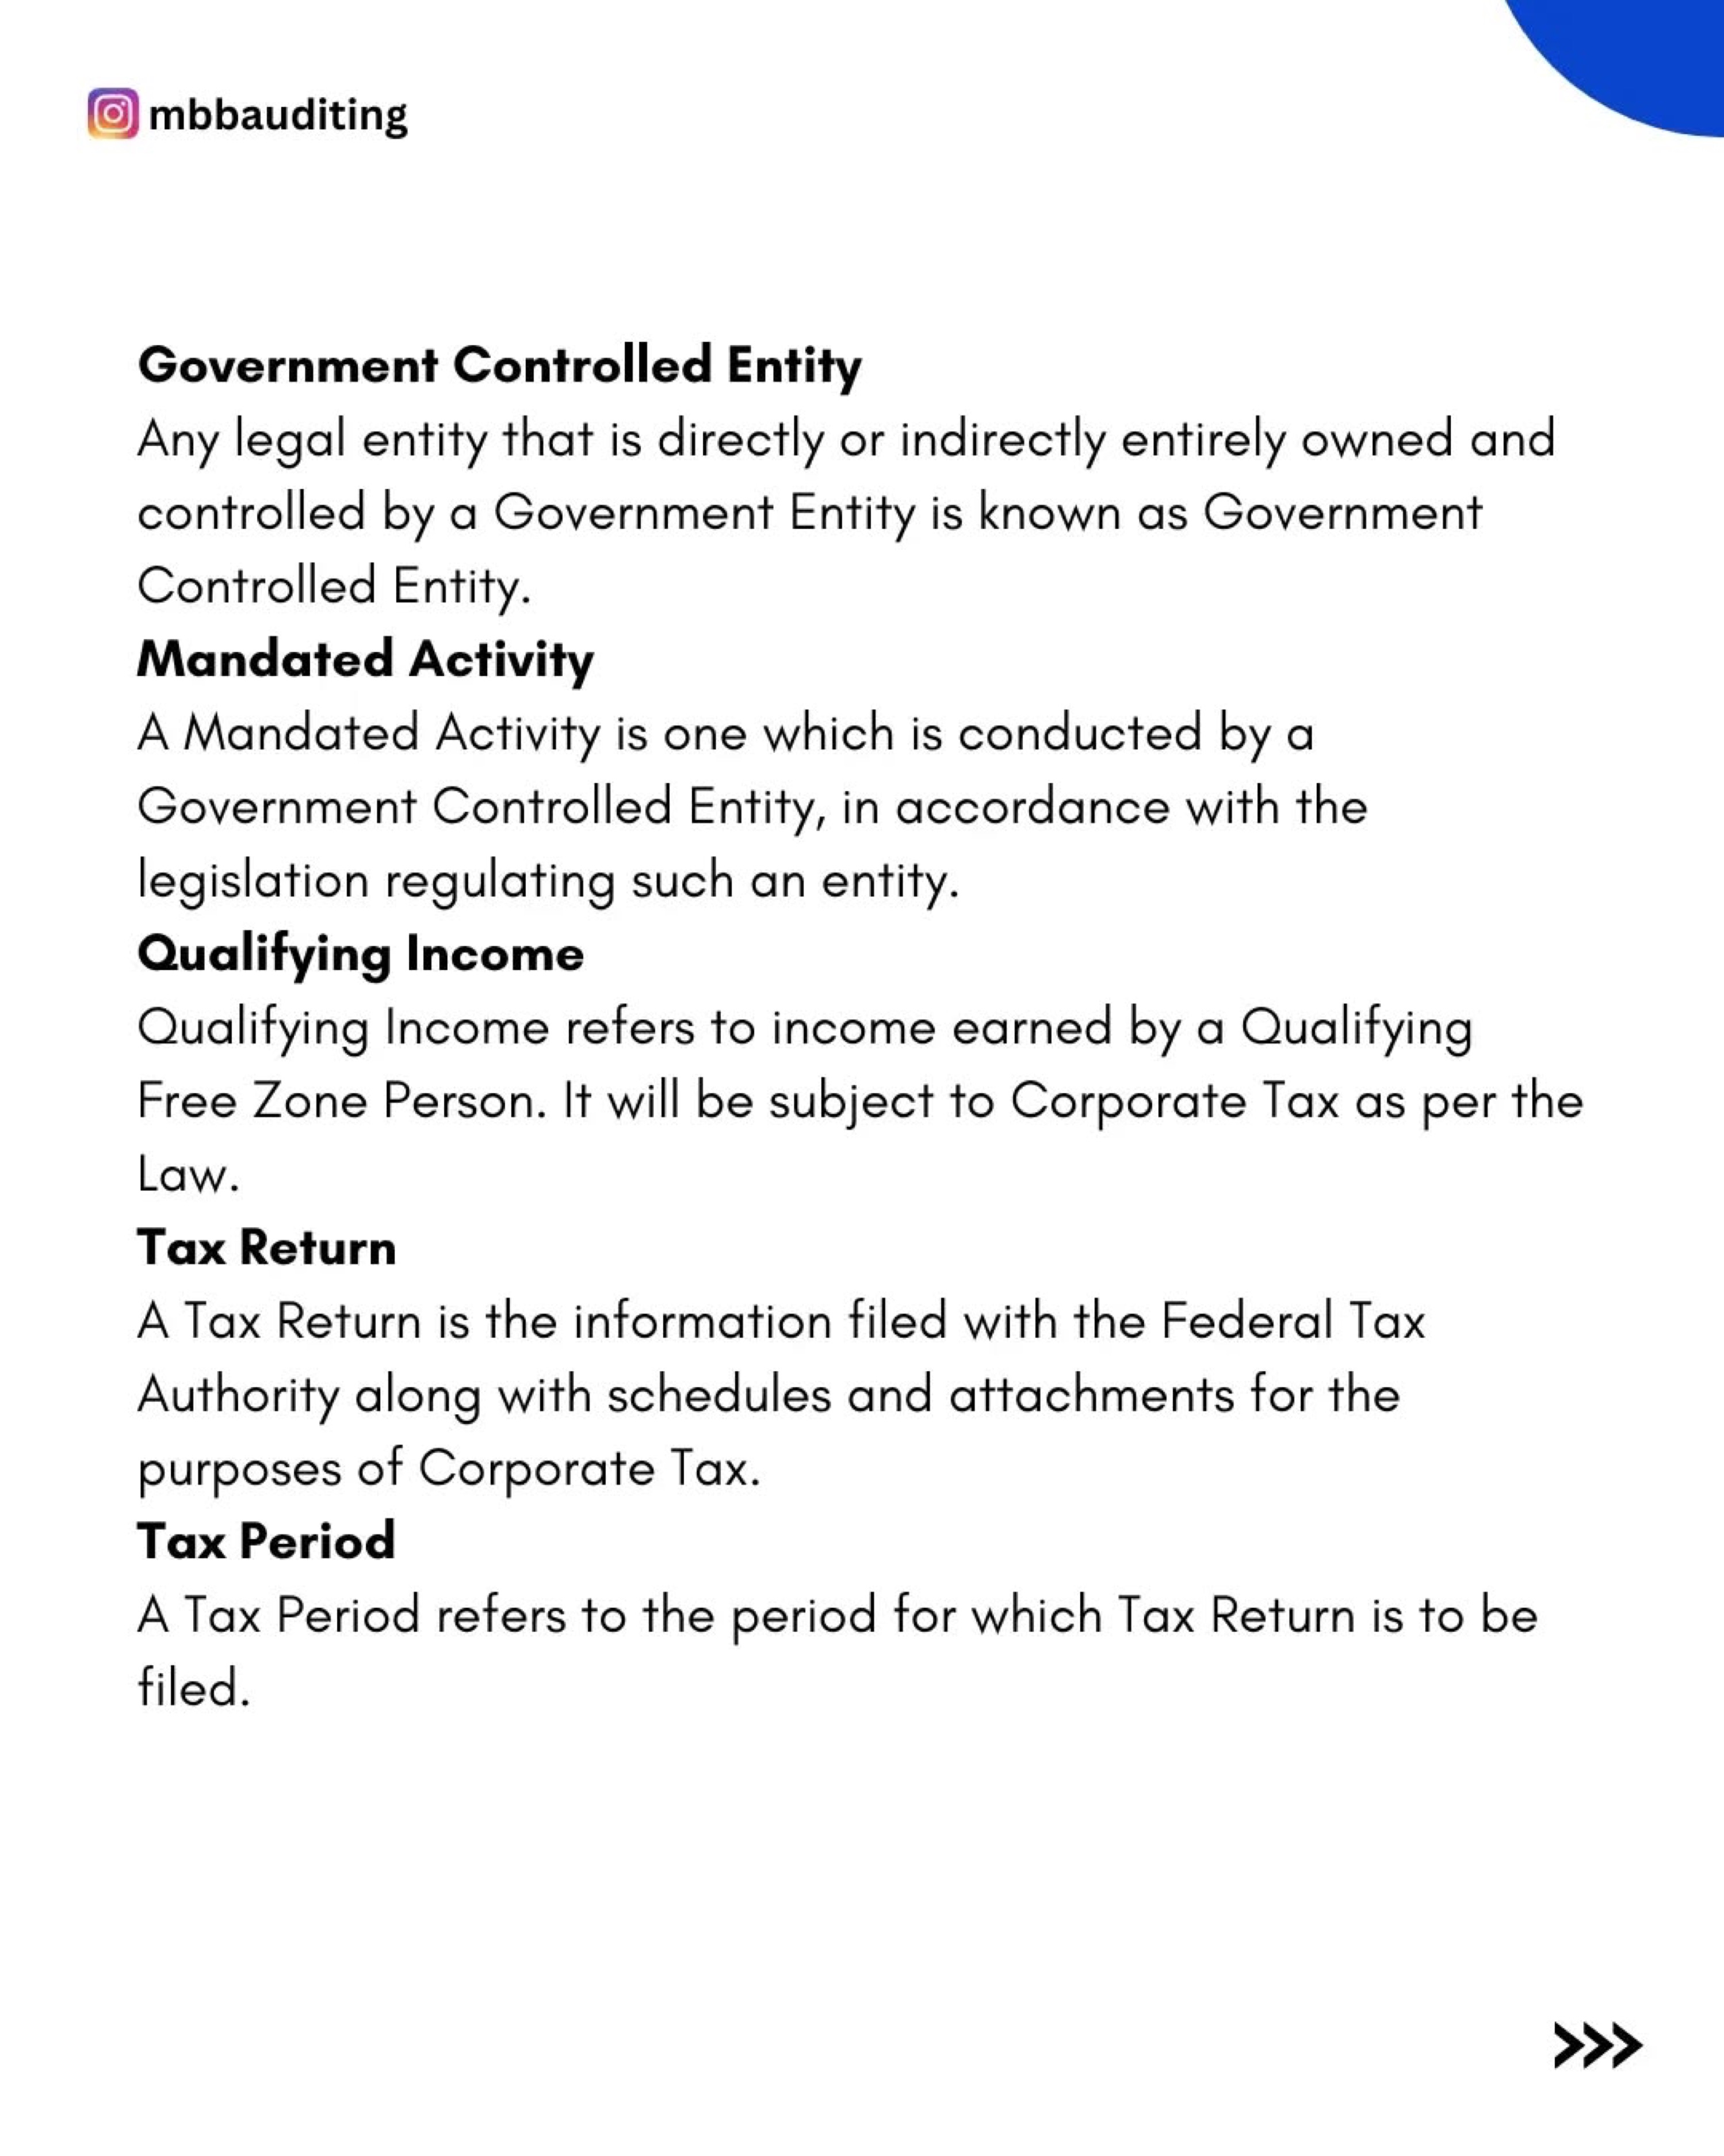 mbbauditing
Government Controlled Entity
Any legal entity that is directly or indirectly entirely owned and
controlled by a Government Entity is known as Government
Controlled Entity.
Mandated Activity
A Mandated Activity is one which is conducted by a
Government Controlled Entity, in accordance with the
legislation regulating such an entity.
Qualifying Income
Qualifying Income refers to income earned by a Qualifying
Free Zone Person. It will be subject to Corporate Tax as per the
Law.
Tax Return
A Tax Return is the information filed with the Federal Tax
Authority along with schedules and attachments for the
purposes of Corporate Tax.
Tax Period
A Tax Period refers to the period for which Tax Return is to be
filed.